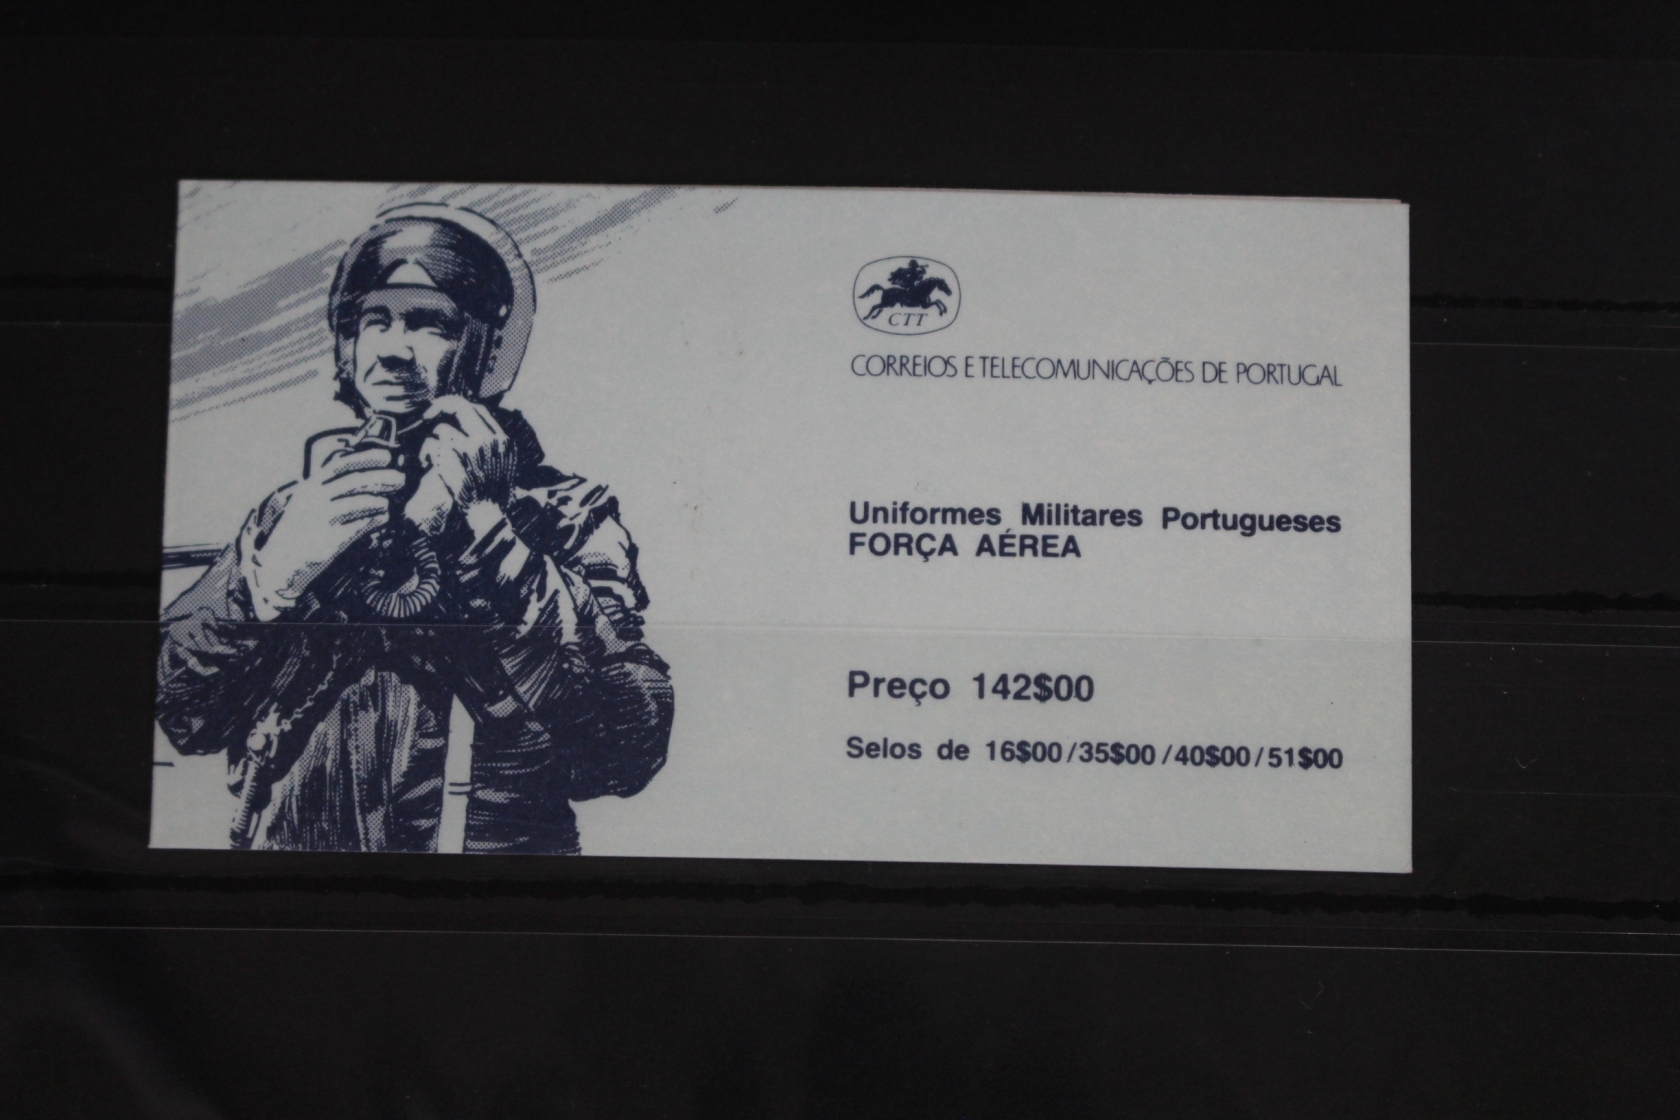 CTT
CORREIOS E TELECOMUNICAÇÕES DE PORTUGAL
Uniformes Militares Portugueses
FORÇA AÉREA
Preço 142$00
Selos de 16$00/35$00/40$00/51$00